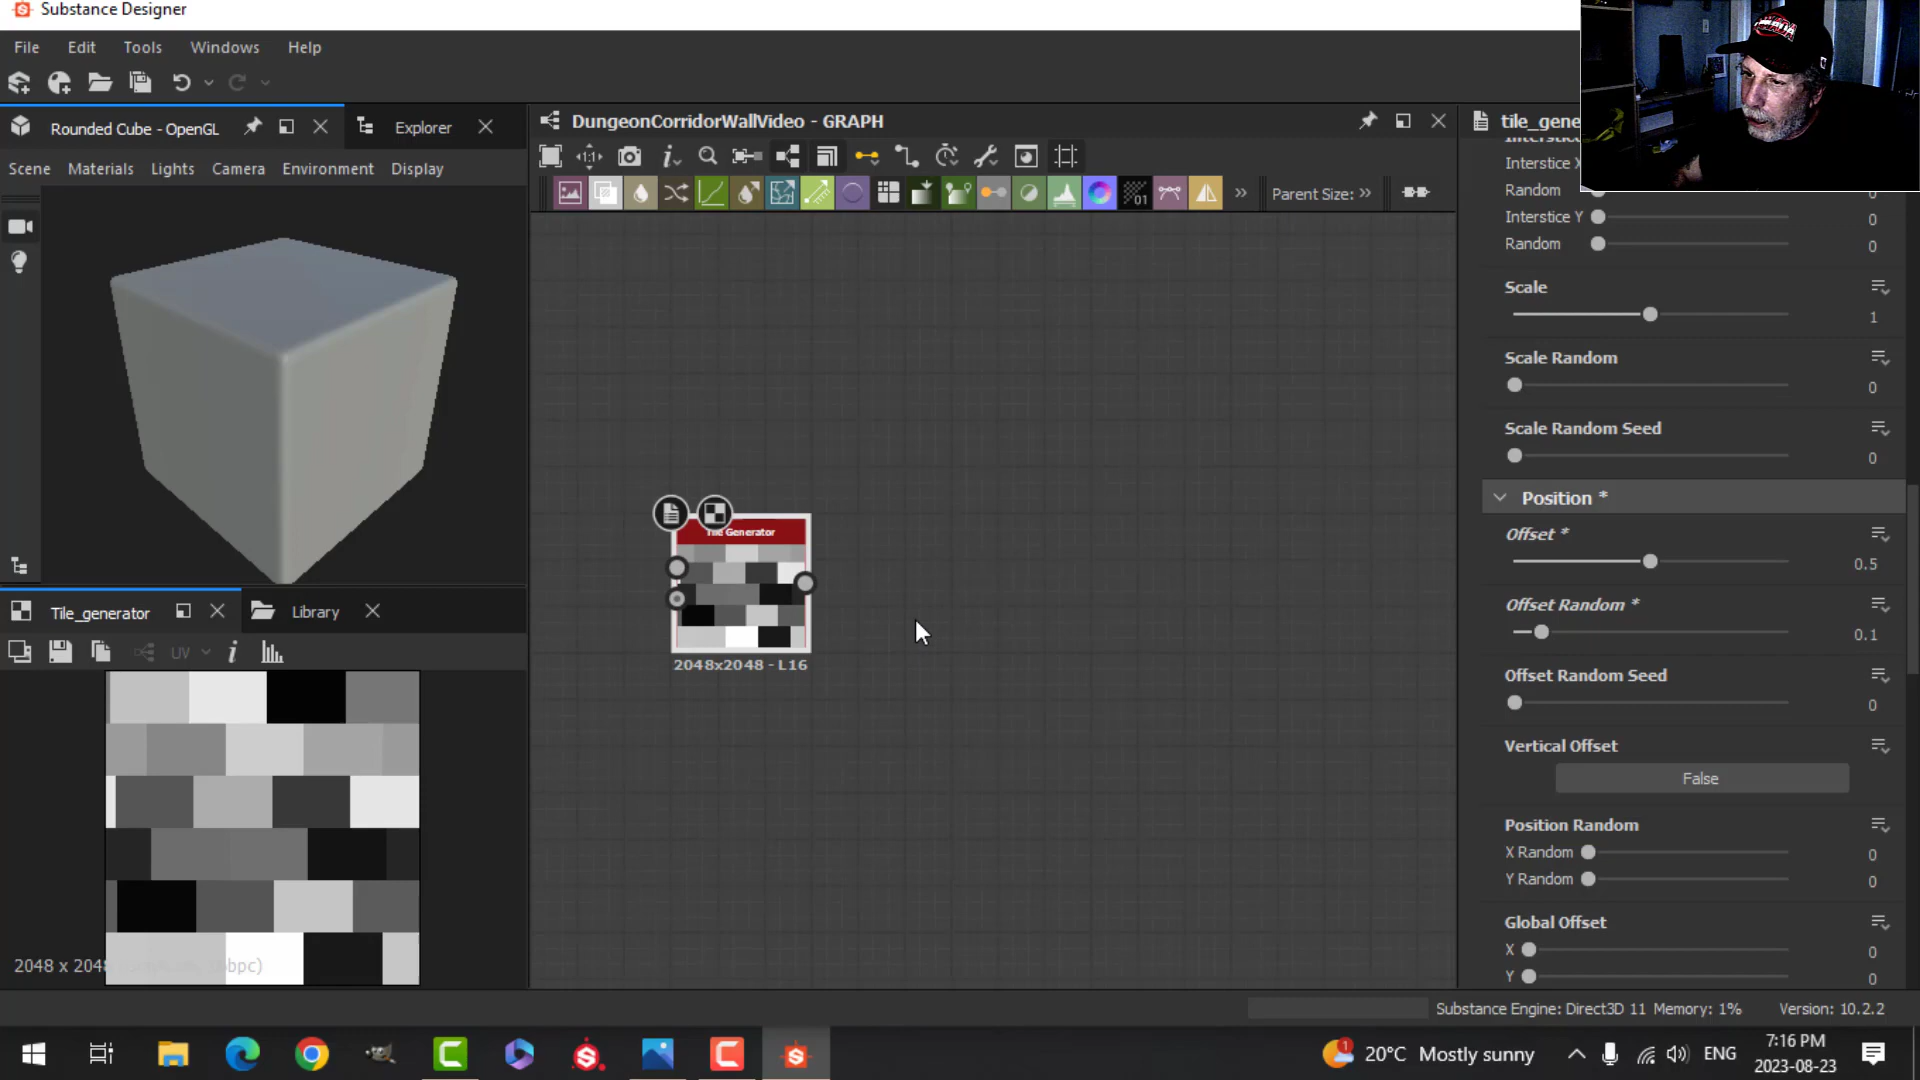 Substance Designer
File Edit Tools Windows Help
Rounded Cube - OpenGL
Explorer
DungeonCorridorWallVideo - GRAPH
tile_gene
Scene Materials Lights Camera Environment Display
Parent Size:
01
Interstice X
Random 0
Interstice Y 0
Random 0
Scale
1
Scale Random
0
Scale Random Seed
0
Position *
Offset *
0.5
Offset Random *
0.1
Offset Random Seed
0
Vertical Offset
False
Position Random
X Random 0
Y Random 0
Global Offset
X 0
Y 0
Tile Generator
2048x2048 - L16
Tile_generator
Library
UV
2048 x 204
Substance Engine: Direct3D 11 Memory: 1% Version: 10.2.2
1
20°C Mostly sunny
ENG
7:16 PM
2023-08-23